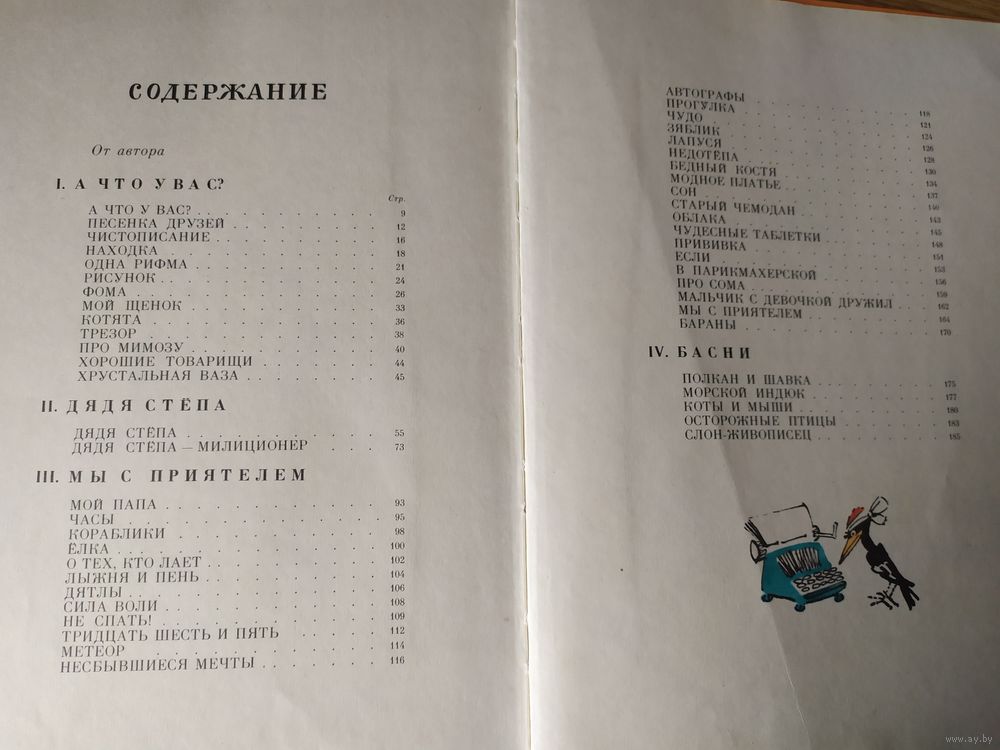 СОДЕРЖАНИЕ
От автора
I. А ЧТО У ВАС?
Стр.
А ЧТО У ВАС? . . . . . . . . . 9
ПЕСЕНКА ДРУЗЕЙ . . . . . . . . 12
ЧИСТОПИСАНИЕ . . . . . . . . 16
НАХОДКА . . . . . . . . . . 18
ОДНА РИФМА . . . . . . . . . 21
РИСУНОК . . . . . . . . . . 24
ФОМА . . . . . . . . . . . 26
МОЙ ЩЕНОК . . . . . . . . . 33
КОТЯТА . . . . . . . . . . 36
ТРЕЗОР . . . . . . . . . . 38
ПРО МИМОЗУ . . . . . . . . . 40
ХОРОШИЕ ТОВАРИЩИ . . . . . . 44
ХРУСТАЛЬНАЯ ВАЗА . . . . . . . 45
II. ДЯДЯ СТЁПА
ДЯДЯ СТЁПА . . . . . . . . . 55
ДЯДЯ СТЁПА — МИЛИЦИОНЕР . . . 73
III. МЫ С ПРИЯТЕЛЕМ
МОЙ ПАПА . . . . . . . . . . 93
ЧАСЫ . . . . . . . . . . . 95
КОРАБЛИКИ . . . . . . . . . 98
ЁЛКА . . . . . . . . . . . 100
О ТЕХ, КТО ЛАЕТ . . . . . . . . 102
ЛЫЖНЯ И ПЕНЬ . . . . . . . . 104
ДЯТЛЫ . . . . . . . . . . . 106
СИЛА ВОЛИ . . . . . . . . . . 108
НЕ СПАТЬ! . . . . . . . . . . 109
ТРИДЦАТЬ ШЕСТЬ И ПЯТЬ . . . . 112
МЕТЕОР . . . . . . . . . . 114
НЕСБЫВШИЕСЯ МЕЧТЫ . . . . . . 116
АВТОГРАФЫ . . . . . . . . . 118
ПРОГУЛКА . . . . . . . . . . 121
ЧУДО . . . . . . . . . . . 124
ЗЯБЛИК . . . . . . . . . . 126
ЛАПУСЯ . . . . . . . . . . 128
НЕДОТЁПА . . . . . . . . . . 130
БЕДНЫЙ КОСТЯ . . . . . . . . 134
МОДНОЕ ПЛАТЬЕ . . . . . . . . 137
СОН . . . . . . . . . . . . 140
СТАРЫЙ ЧЕМОДАН . . . . . . . 143
ОБЛАКА . . . . . . . . . . 145
ЧУДЕСНЫЕ ТАБЛЕТКИ . . . . . . 148
ПРИВИВКА . . . . . . . . . . 151
ЕСЛИ . . . . . . . . . . . 153
В ПАРИКМАХЕРСКОЙ . . . . . . 156
ПРО СОМА . . . . . . . . . . 159
МАЛЬЧИК С ДЕВОЧКОЙ ДРУЖИЛ . . . 162
МЫ С ПРИЯТЕЛЕМ . . . . . . . 164
БАРАНЫ . . . . . . . . . . 170
IV. БАСНИ
ПОЛКАН И ШАВКА . . . . . . . 175
МОРСКОЙ ИНДЮК . . . . . . . . 177
КОТЫ И МЫШИ . . . . . . . . 180
ОСТОРОЖНЫЕ ПТИЦЫ . . . . . . 183
СЛОН-ЖИВОПИСЕЦ . . . . . . . 185
www.ay.by